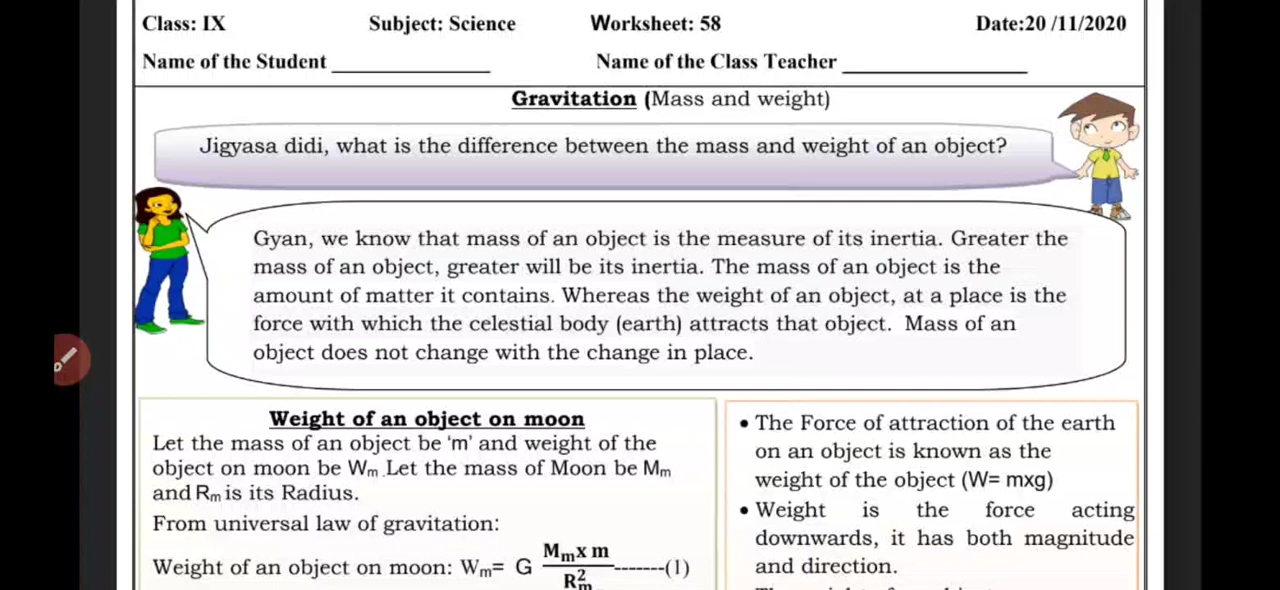 Class: IX Subject: Science Worksheet: 58 Date:20 /11/2020
Name of the Student ______________ Name of the Class Teacher ________________
Gravitation (Mass and weight)
Jigyasa didi, what is the difference between the mass and weight of an object?
Gyan, we know that mass of an object is the measure of its inertia. Greater the
mass of an object, greater will be its inertia. The mass of an object is the
amount of matter it contains. Whereas the weight of an object, at a place is the
force with which the celestial body (earth) attracts that object. Mass of an
object does not change with the change in place.
Weight of an object on moon
Let the mass of an object be 'm' and weight of the
object on moon be Wm .Let the mass of Moon be Mm
and Rm is its Radius.
From universal law of gravitation:
Weight of an object on moon: Wm= G Mm x m / R²m -------(1)
• The Force of attraction of the earth
on an object is known as the
weight of the object (W= mxg)
• Weight is the force acting
downwards, it has both magnitude
and direction.